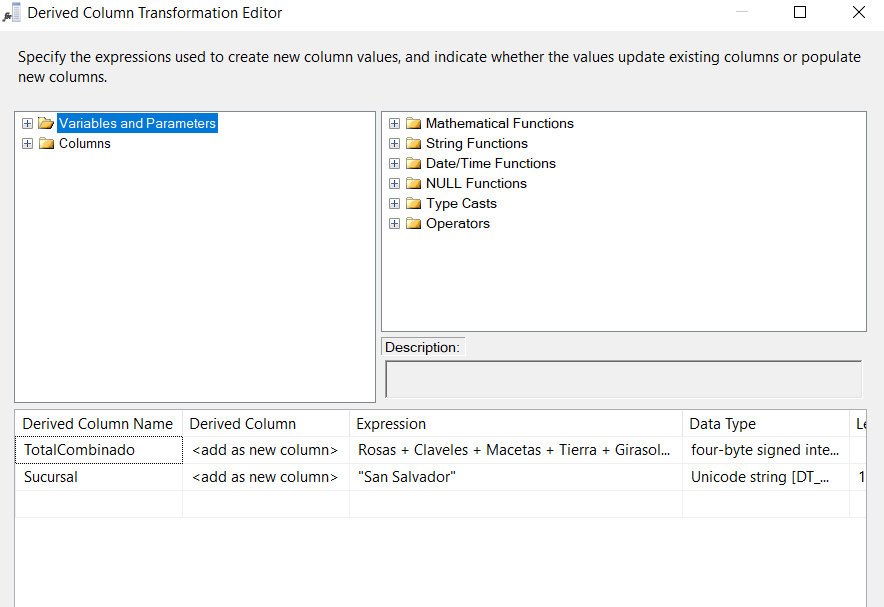 Derived Column Transformation Editor
Specify the expressions used to create new column values, and indicate whether the values update existing columns or populate
new columns.
Variables and Parameters
Columns
Mathematical Functions
String Functions
Date/Time Functions
NULL Functions
Type Casts
Operators
Description:
Derived Column Name Derived Column Expression Data Type Le
TotalCombinado <add as new column> Rosas + Claveles + Macetas + Tierra + Girasol... four-byte signed inte...
Sucursal <add as new column> "San Salvador" Unicode string [DT_... 1